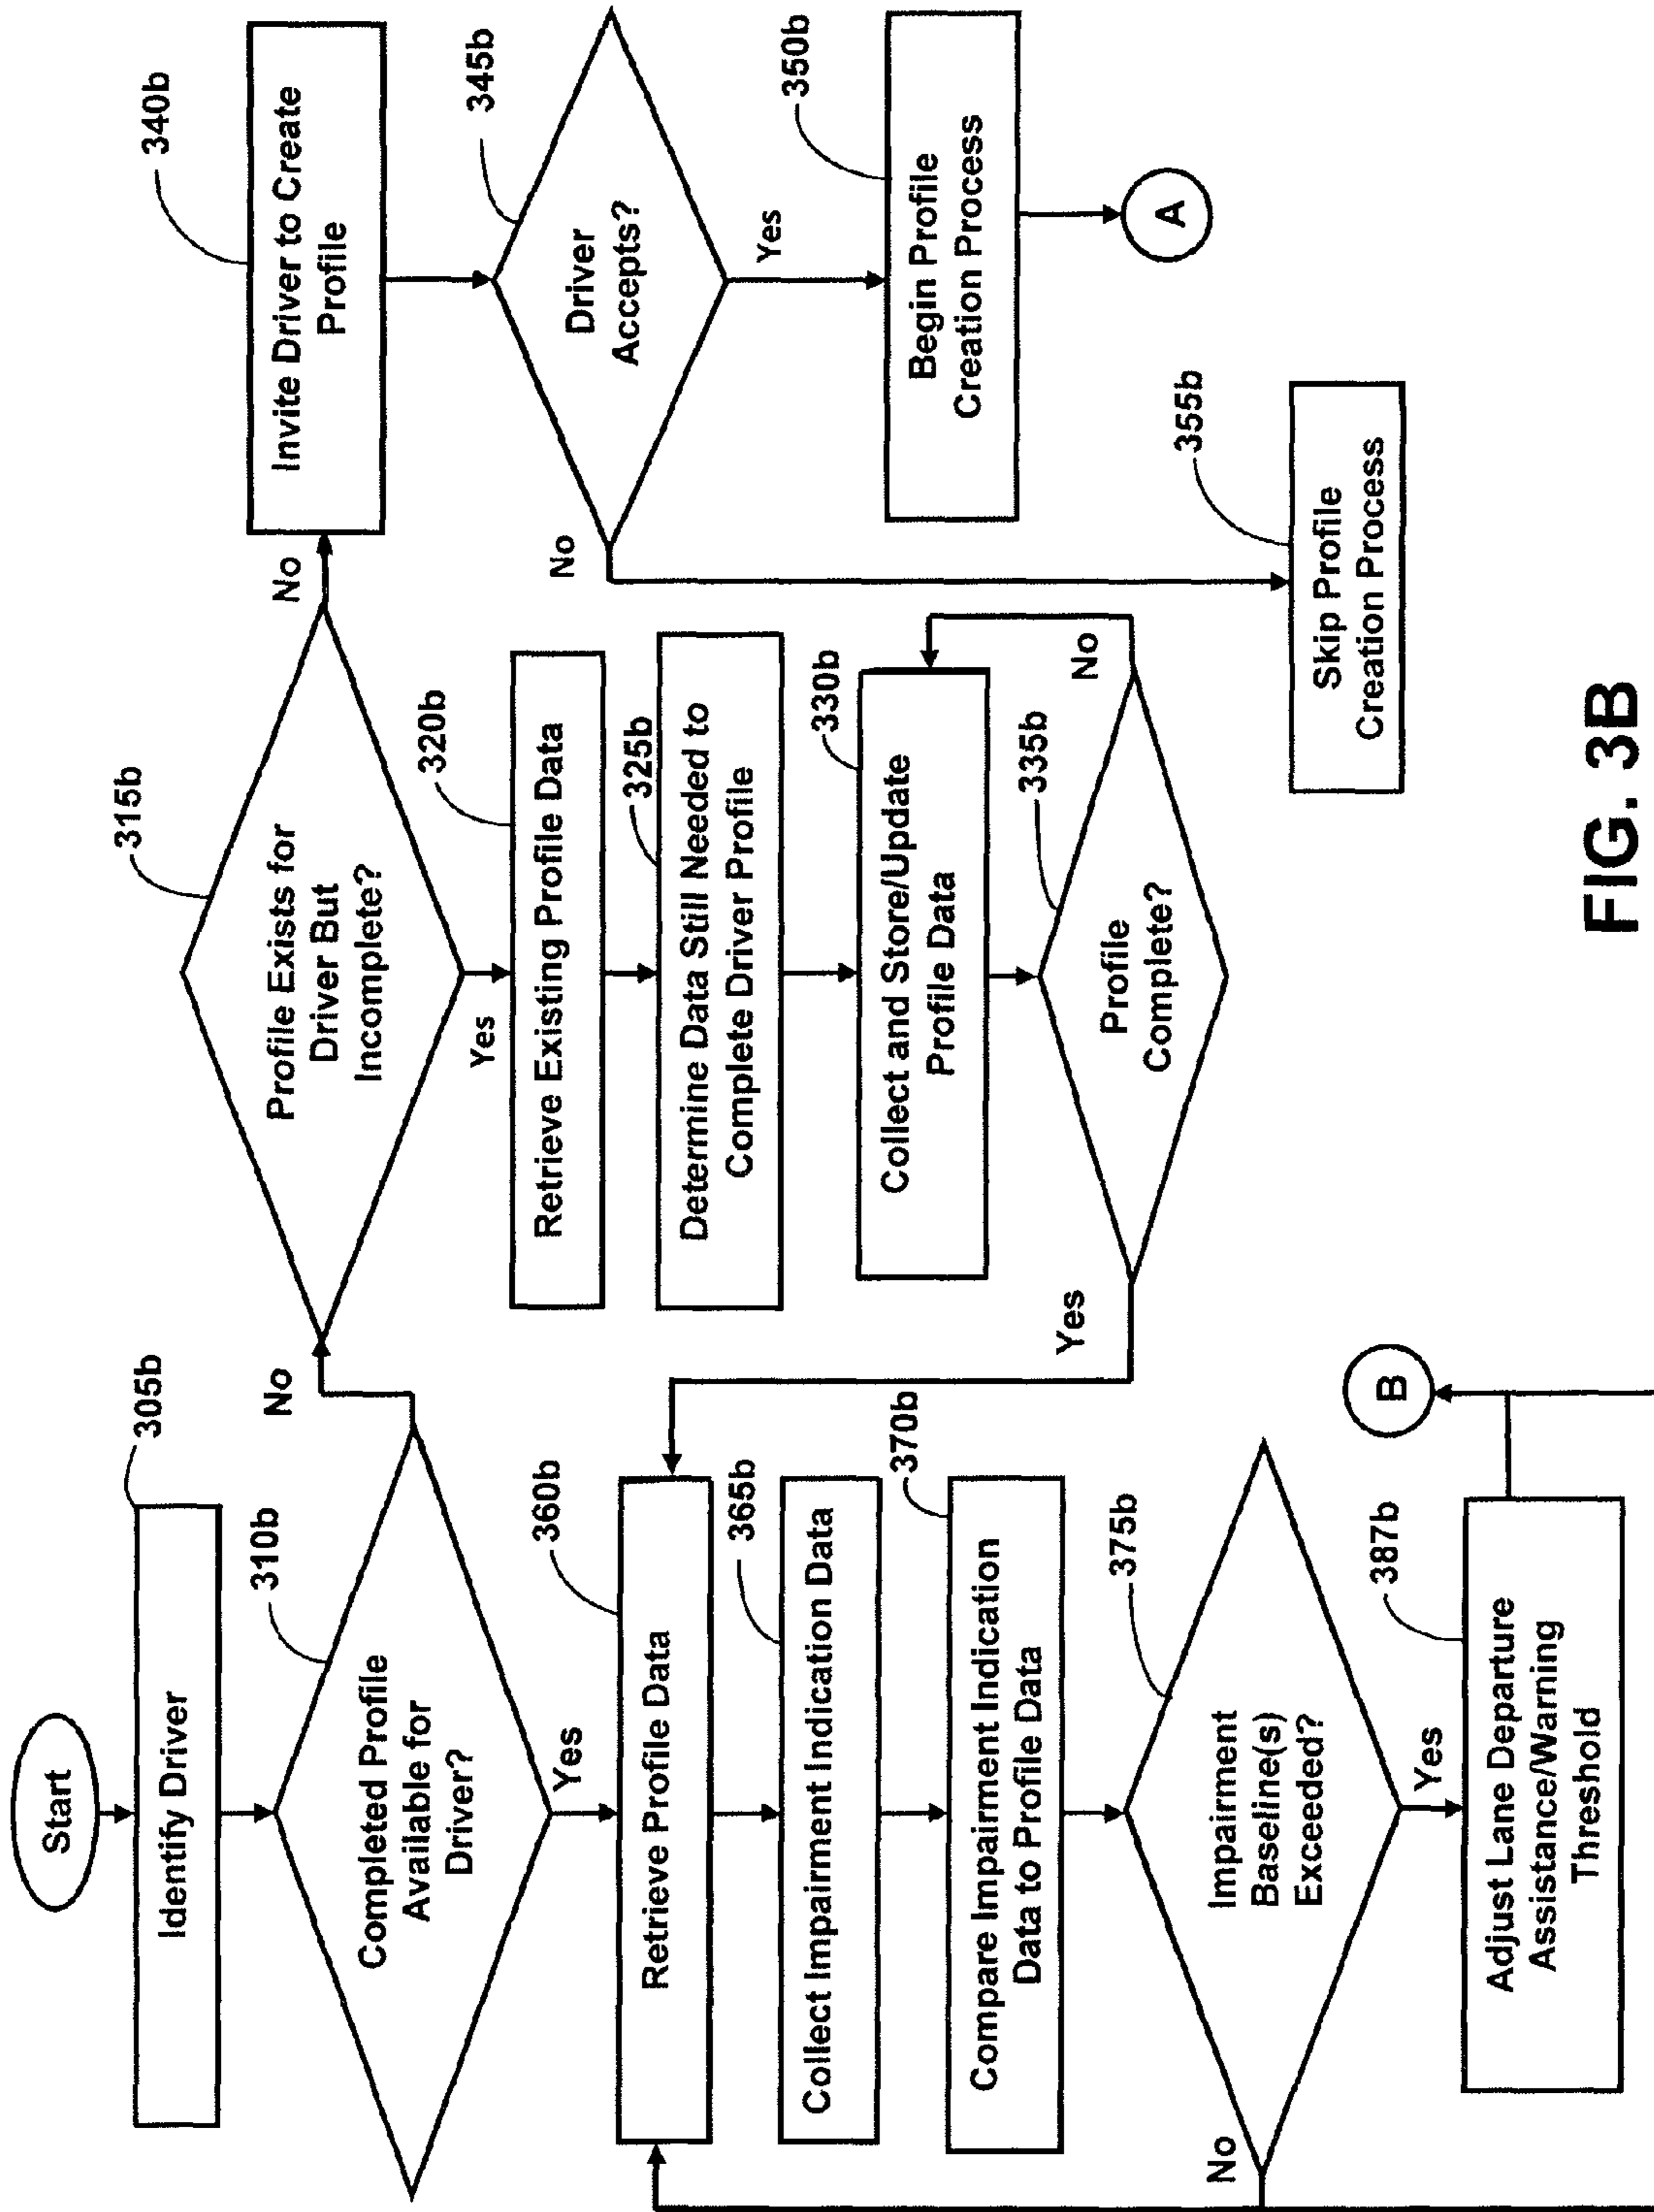 Start
305b
Identify Driver
310b
Completed Profile
Available for
Driver?
No
Yes
315b
Profile Exists for
Driver But
Incomplete?
No
Yes
340b
Invite Driver to Create
Profile
345b
Driver
Accepts?
No
Yes
350b
Begin Profile
Creation Process
A
355b
Skip Profile
Creation Process
320b
Retrieve Existing Profile Data
325b
Determine Data Still Needed to
Complete Driver Profile
330b
Collect and Store/Update
Profile Data
335b
Profile
Complete?
No
Yes
360b
Retrieve Profile Data
365b
Collect Impairment Indication Data
370b
Compare Impairment Indication
Data to Profile Data
375b
Impairment
Baseline(s)
Exceeded?
No
Yes
387b
Adjust Lane Departure
Assistance/Warning
Threshold
B
FIG. 3B